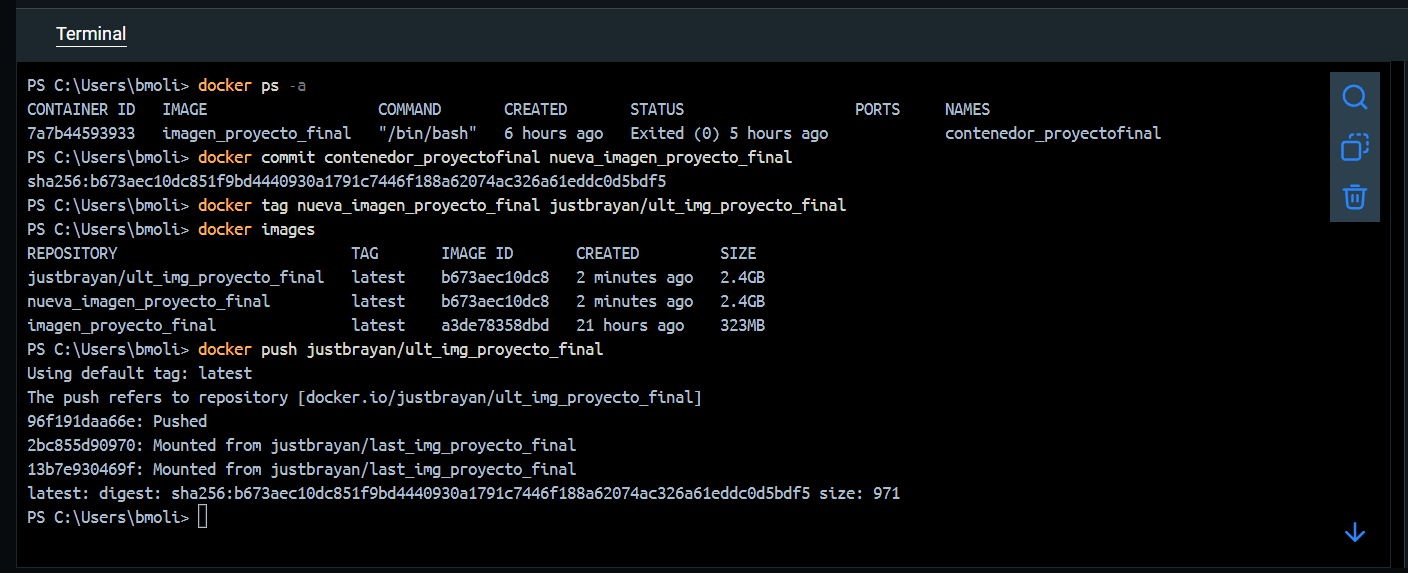 Terminal
PS C:\Users\bmoli> docker ps -a
CONTAINER ID   IMAGE                   COMMAND       CREATED       STATUS                   PORTS     NAMES
7a7b44593933   imagen_proyecto_final   "/bin/bash"   6 hours ago   Exited (0) 5 hours ago             contenedor_proyectofinal
PS C:\Users\bmoli> docker commit contenedor_proyectofinal nueva_imagen_proyecto_final
sha256:b673aec10dc851f9bd4440930a1791c7446f188a62074ac326a61eddc0d5bdf5
PS C:\Users\bmoli> docker tag nueva_imagen_proyecto_final justbrayan/ult_img_proyecto_final
PS C:\Users\bmoli> docker images
REPOSITORY                          TAG       IMAGE ID       CREATED         SIZE
justbrayan/ult_img_proyecto_final   latest    b673aec10dc8   2 minutes ago   2.4GB
nueva_imagen_proyecto_final         latest    b673aec10dc8   2 minutes ago   2.4GB
imagen_proyecto_final               latest    a3de78358dbd   21 hours ago    323MB
PS C:\Users\bmoli> docker push justbrayan/ult_img_proyecto_final
Using default tag: latest
The push refers to repository [docker.io/justbrayan/ult_img_proyecto_final]
96f191daa66e: Pushed
2bc855d90970: Mounted from justbrayan/last_img_proyecto_final
13b7e930469f: Mounted from justbrayan/last_img_proyecto_final
latest: digest: sha256:b673aec10dc851f9bd4440930a1791c7446f188a62074ac326a61eddc0d5bdf5 size: 971
PS C:\Users\bmoli>